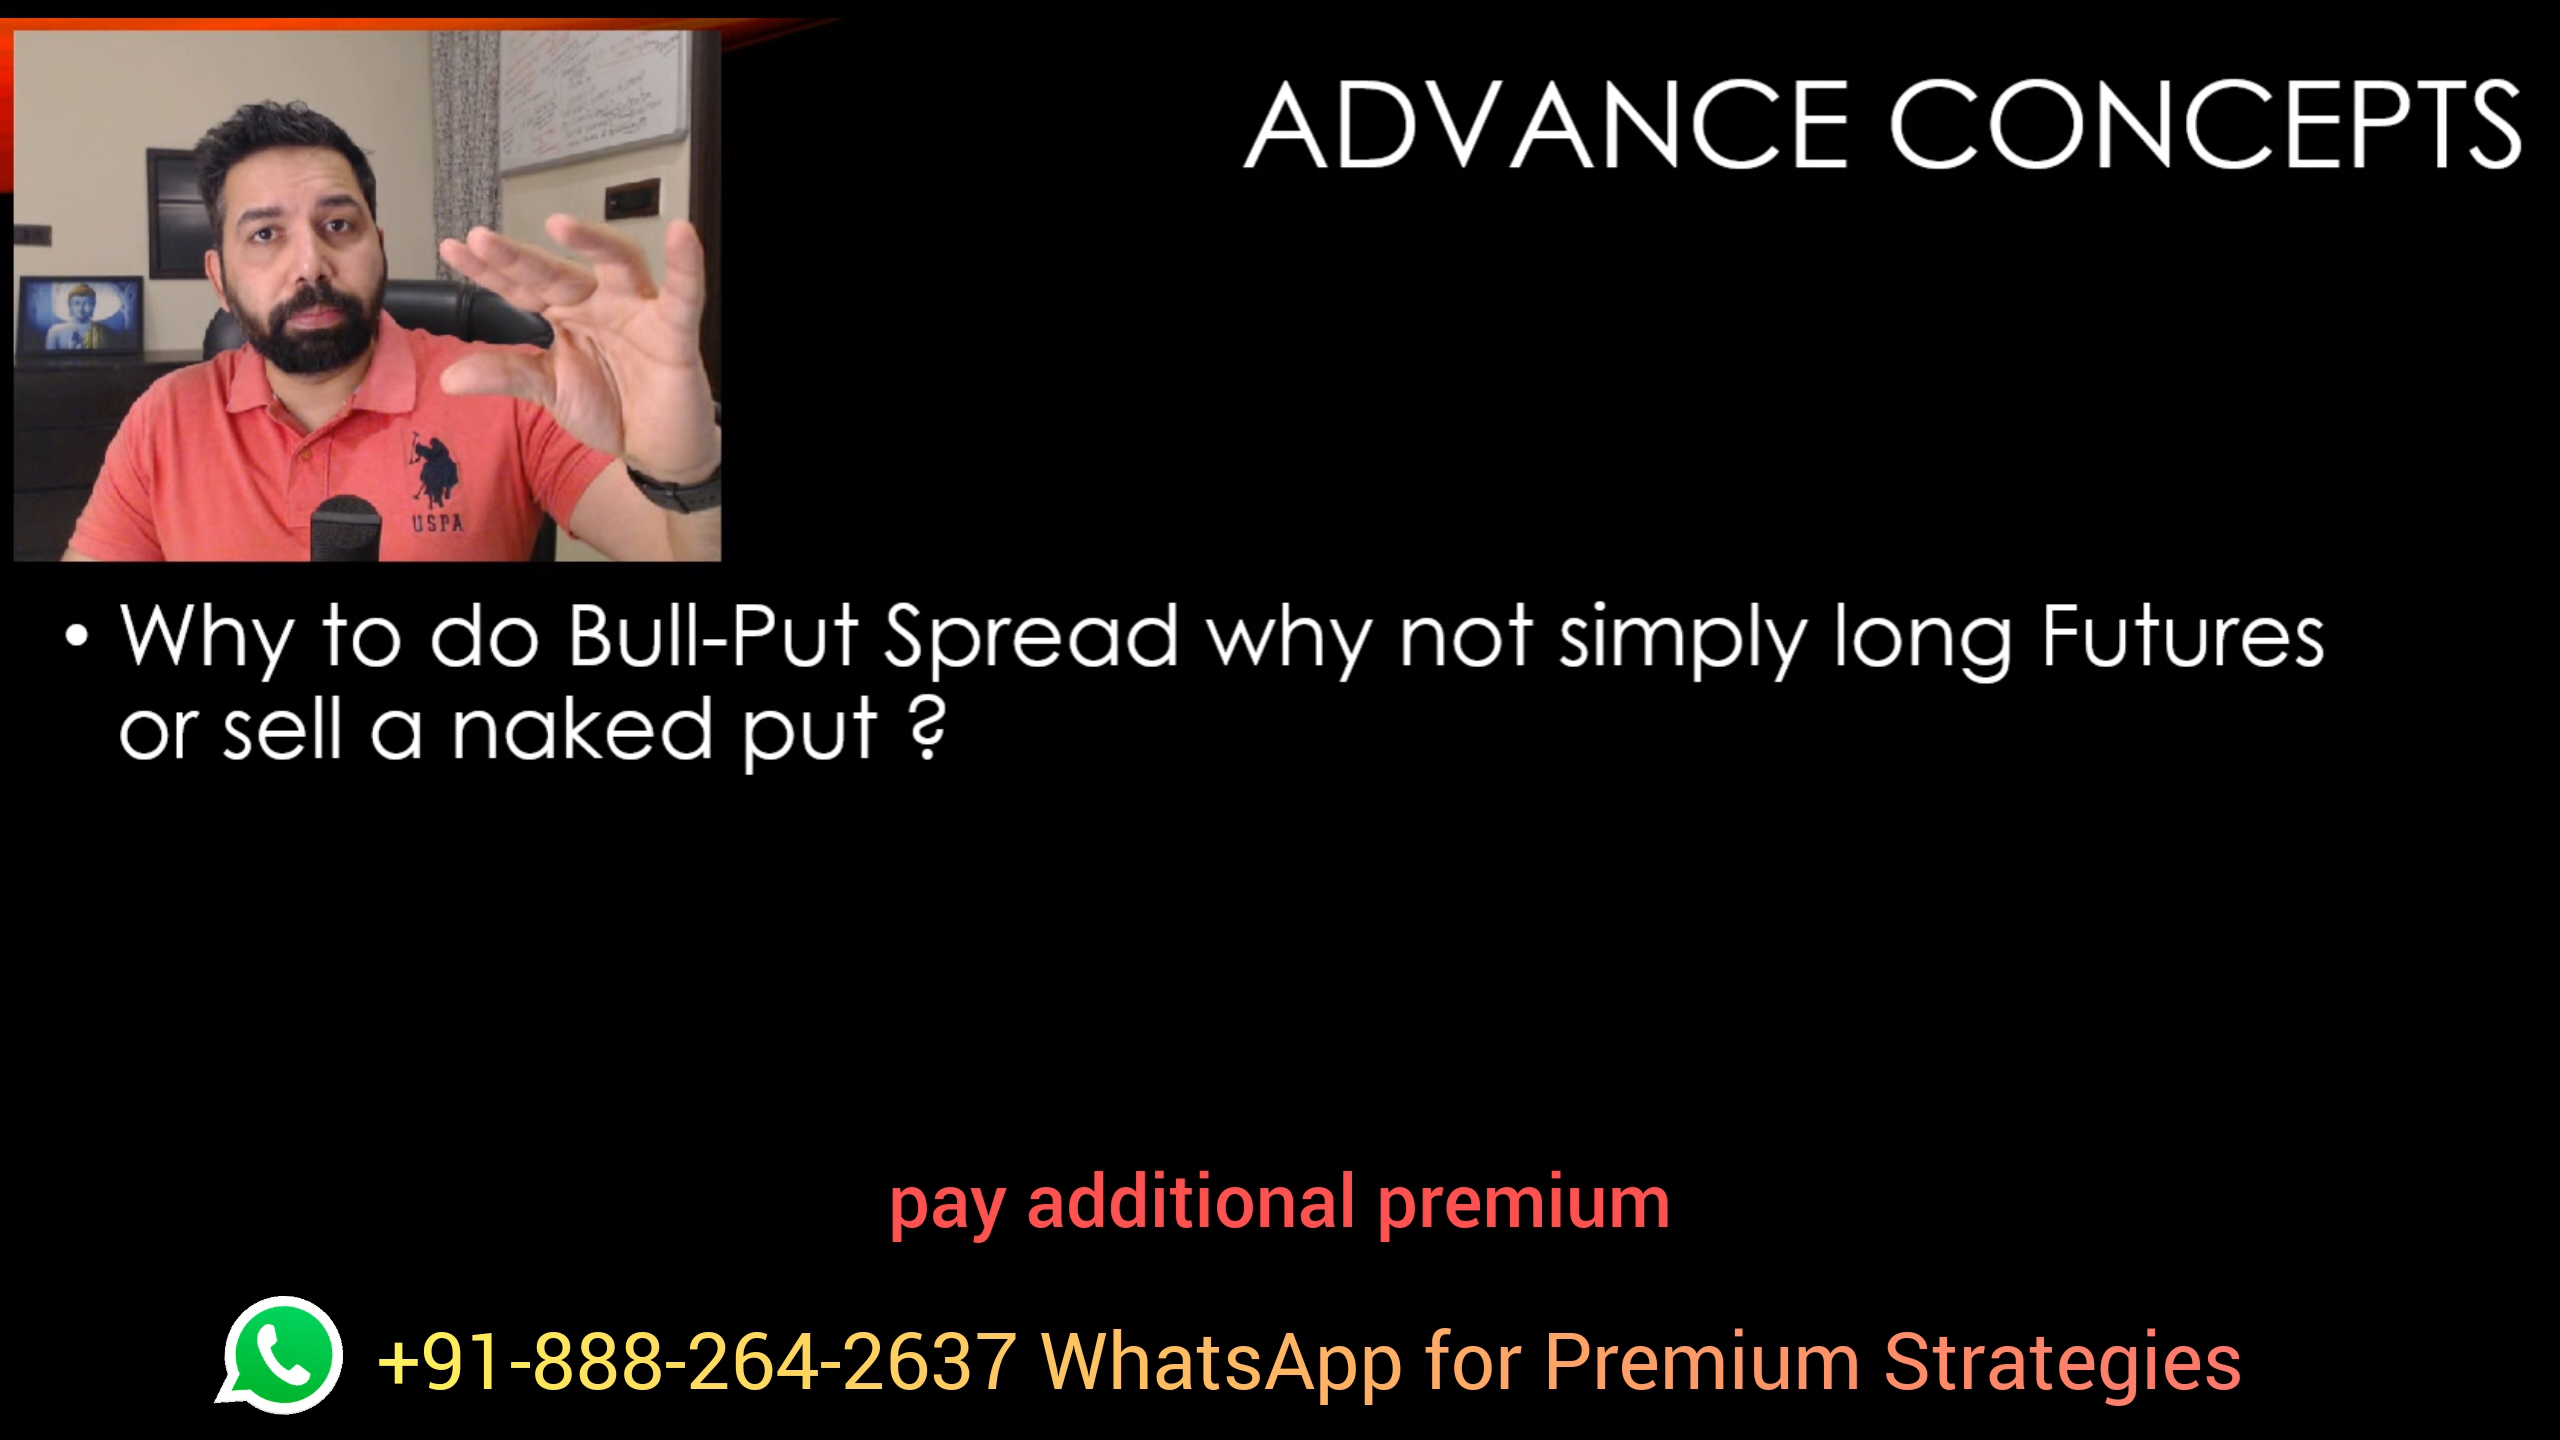 ADVANCE CONCEPTS
USPA
• Why to do Bull-Put Spread why not simply long Futures
or sell a naked put ?
pay additional premium
+91-888-264-2637 WhatsApp for Premium Strategies